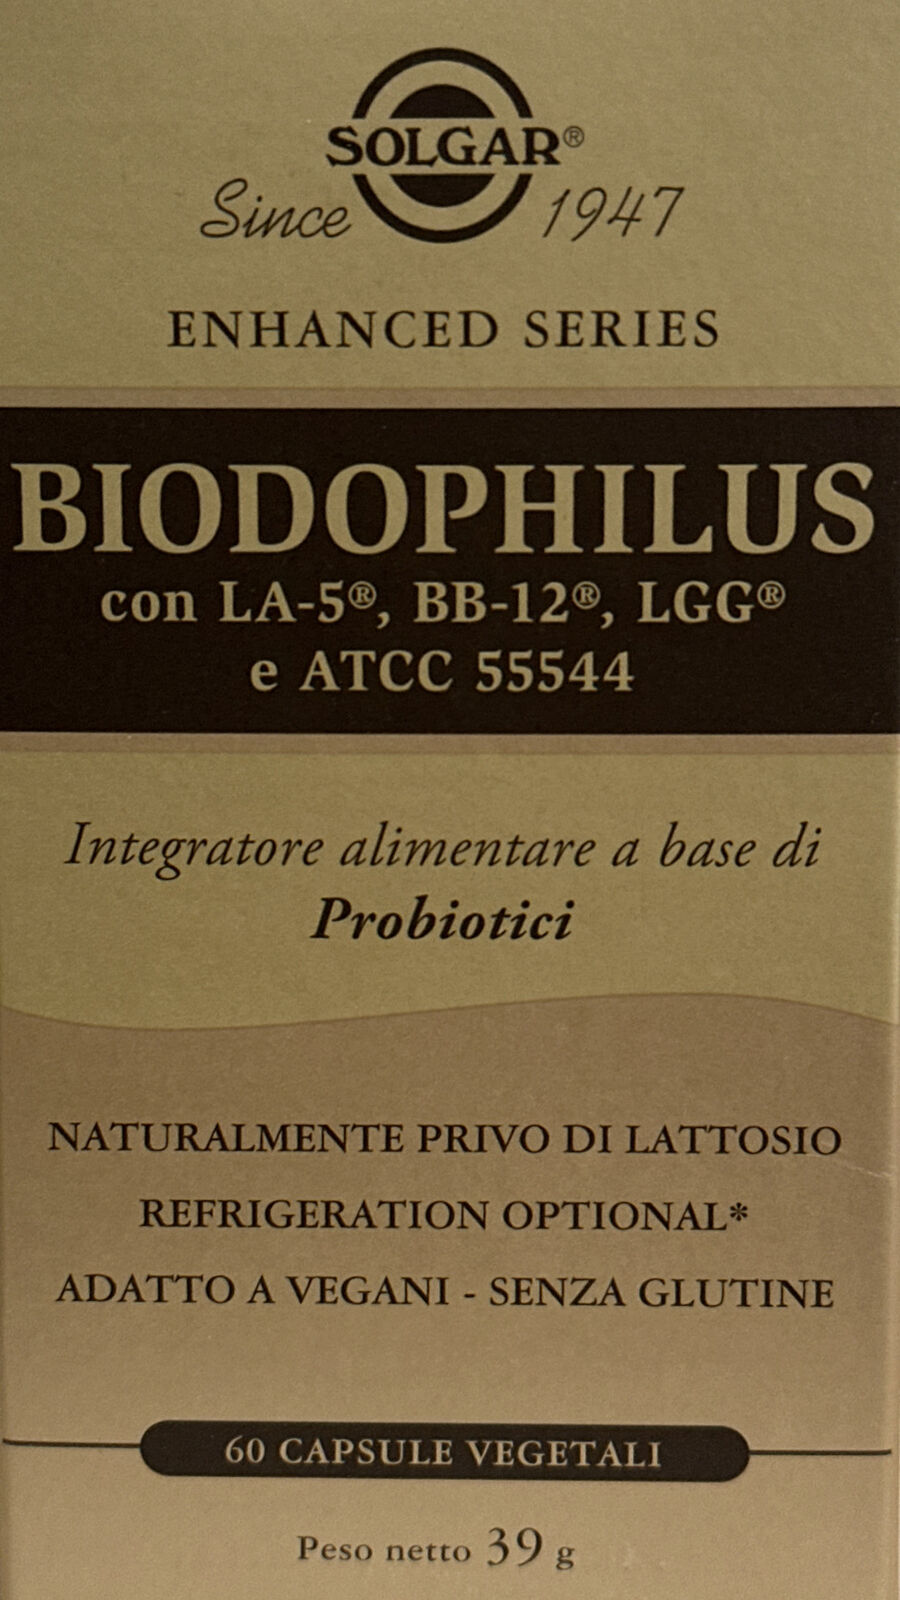 SOLGAR®
Since 1947
ENHANCED SERIES
BIODOPHILUS
con LA-5®, BB-12®, LGG®
e ATCC 55544
Integratore alimentare a base di
Probiotici
NATURALMENTE PRIVO DI LATTOSIO
REFRIGERATION OPTIONAL*
ADATTO A VEGANI - SENZA GLUTINE
60 CAPSULE VEGETALI
Peso netto 39 g